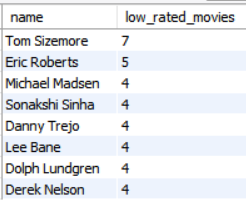 name low_rated_movies
Tom Sizemore 7
Eric Roberts 5
Michael Madsen 4
Sonakshi Sinha 4
Danny Trejo 4
Lee Bane 4
Dolph Lundgren 4
Derek Nelson 4